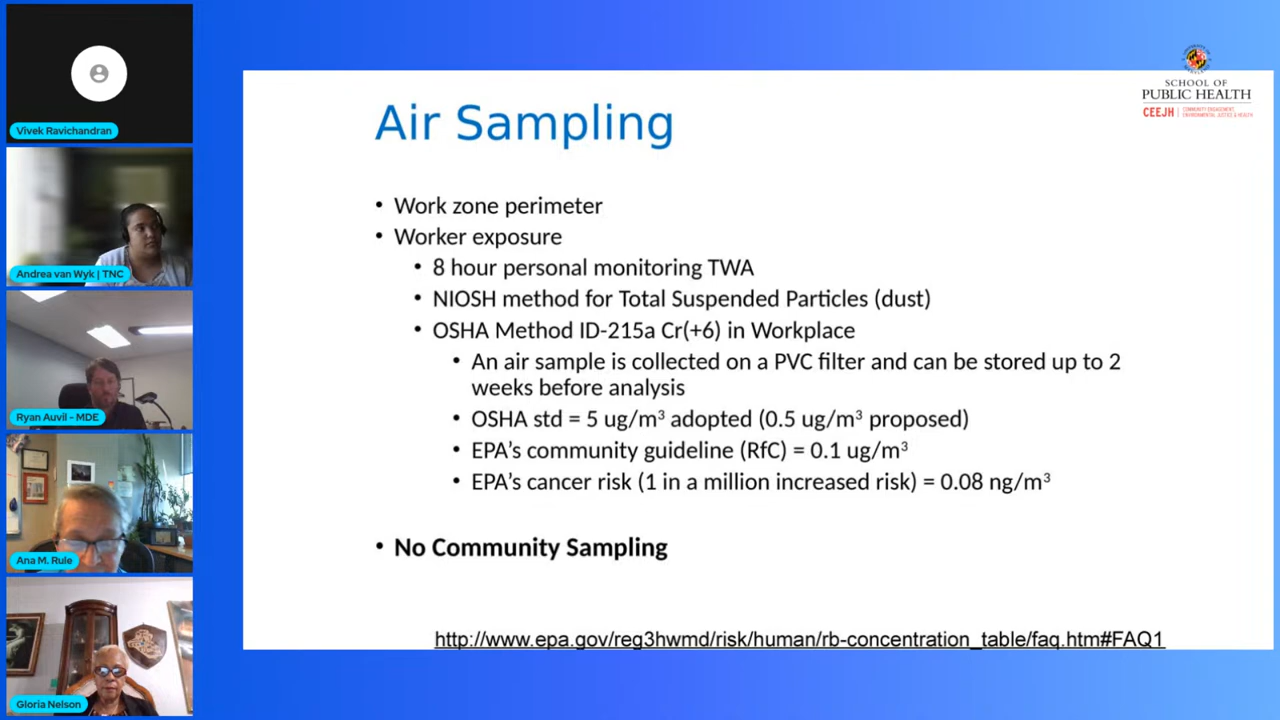 Vivek Ravichandran
Andrea van Wyk | TNC
Ryan Auvil - MDE
Ana M. Rule
Gloria Nelson
SCHOOL OF
PUBLIC HEALTH
CEEJH | COMMUNITY ENGAGEMENT,
ENVIRONMENTAL JUSTICE & HEALTH
Air Sampling
• Work zone perimeter
• Worker exposure
• 8 hour personal monitoring TWA
• NIOSH method for Total Suspended Particles (dust)
• OSHA Method ID-215a Cr(+6) in Workplace
• An air sample is collected on a PVC filter and can be stored up to 2
weeks before analysis
• OSHA std = 5 ug/m³ adopted (0.5 ug/m³ proposed)
• EPA’s community guideline (RfC) = 0.1 ug/m³
• EPA’s cancer risk (1 in a million increased risk) = 0.08 ng/m³
• No Community Sampling
http://www.epa.gov/reg3hwmd/risk/human/rb-concentration_table/faq.htm#FAQ1